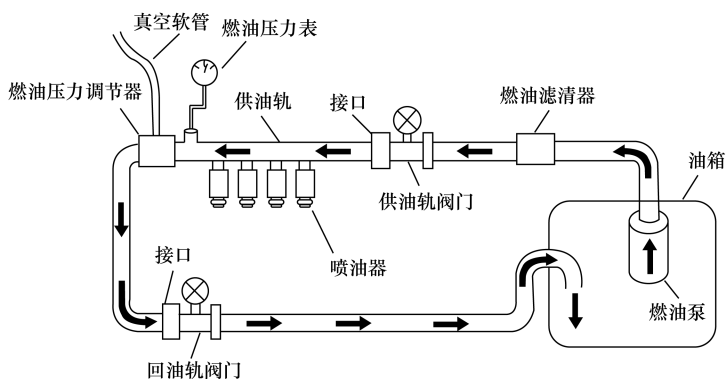 真空软管
燃油压力表
燃油压力调节器
供油轨
接口
燃油滤清器
油箱
供油轨阀门
接口
喷油器
燃油泵
回油轨阀门